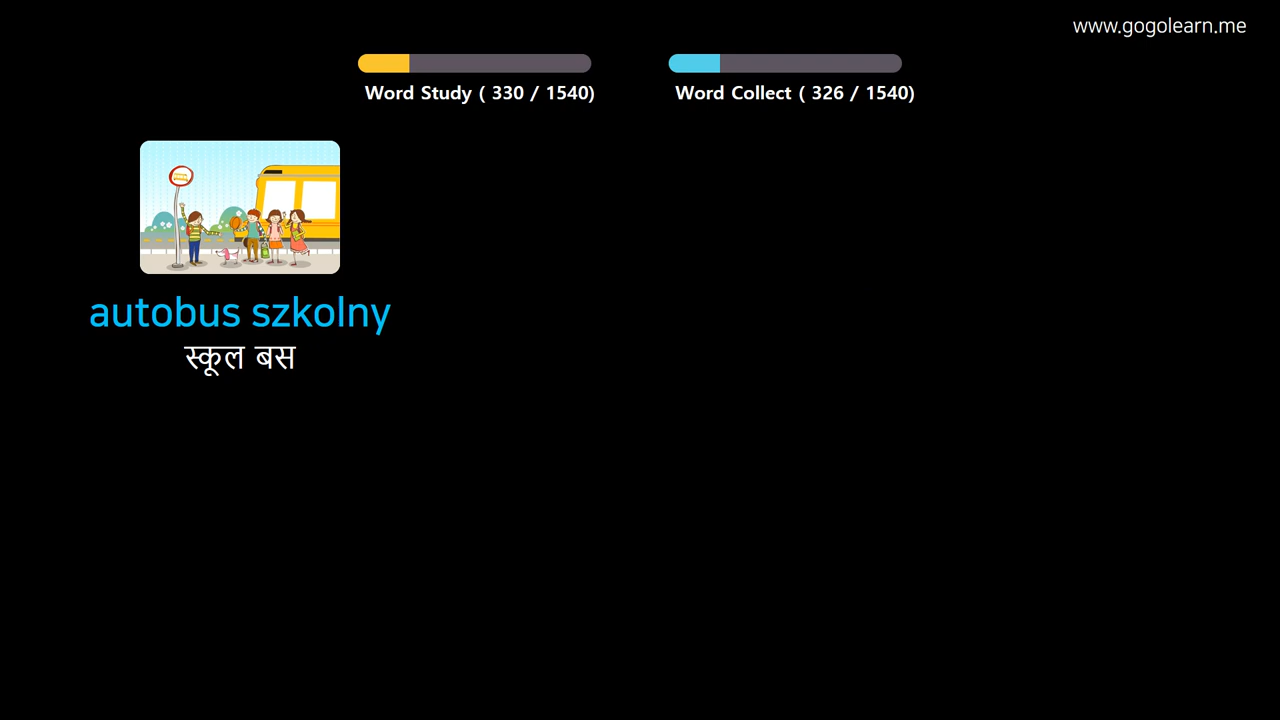 www.gogolearn.me
Word Study ( 330 / 1540)
Word Collect ( 326 / 1540)
autobus szkolny
स्कूल बस